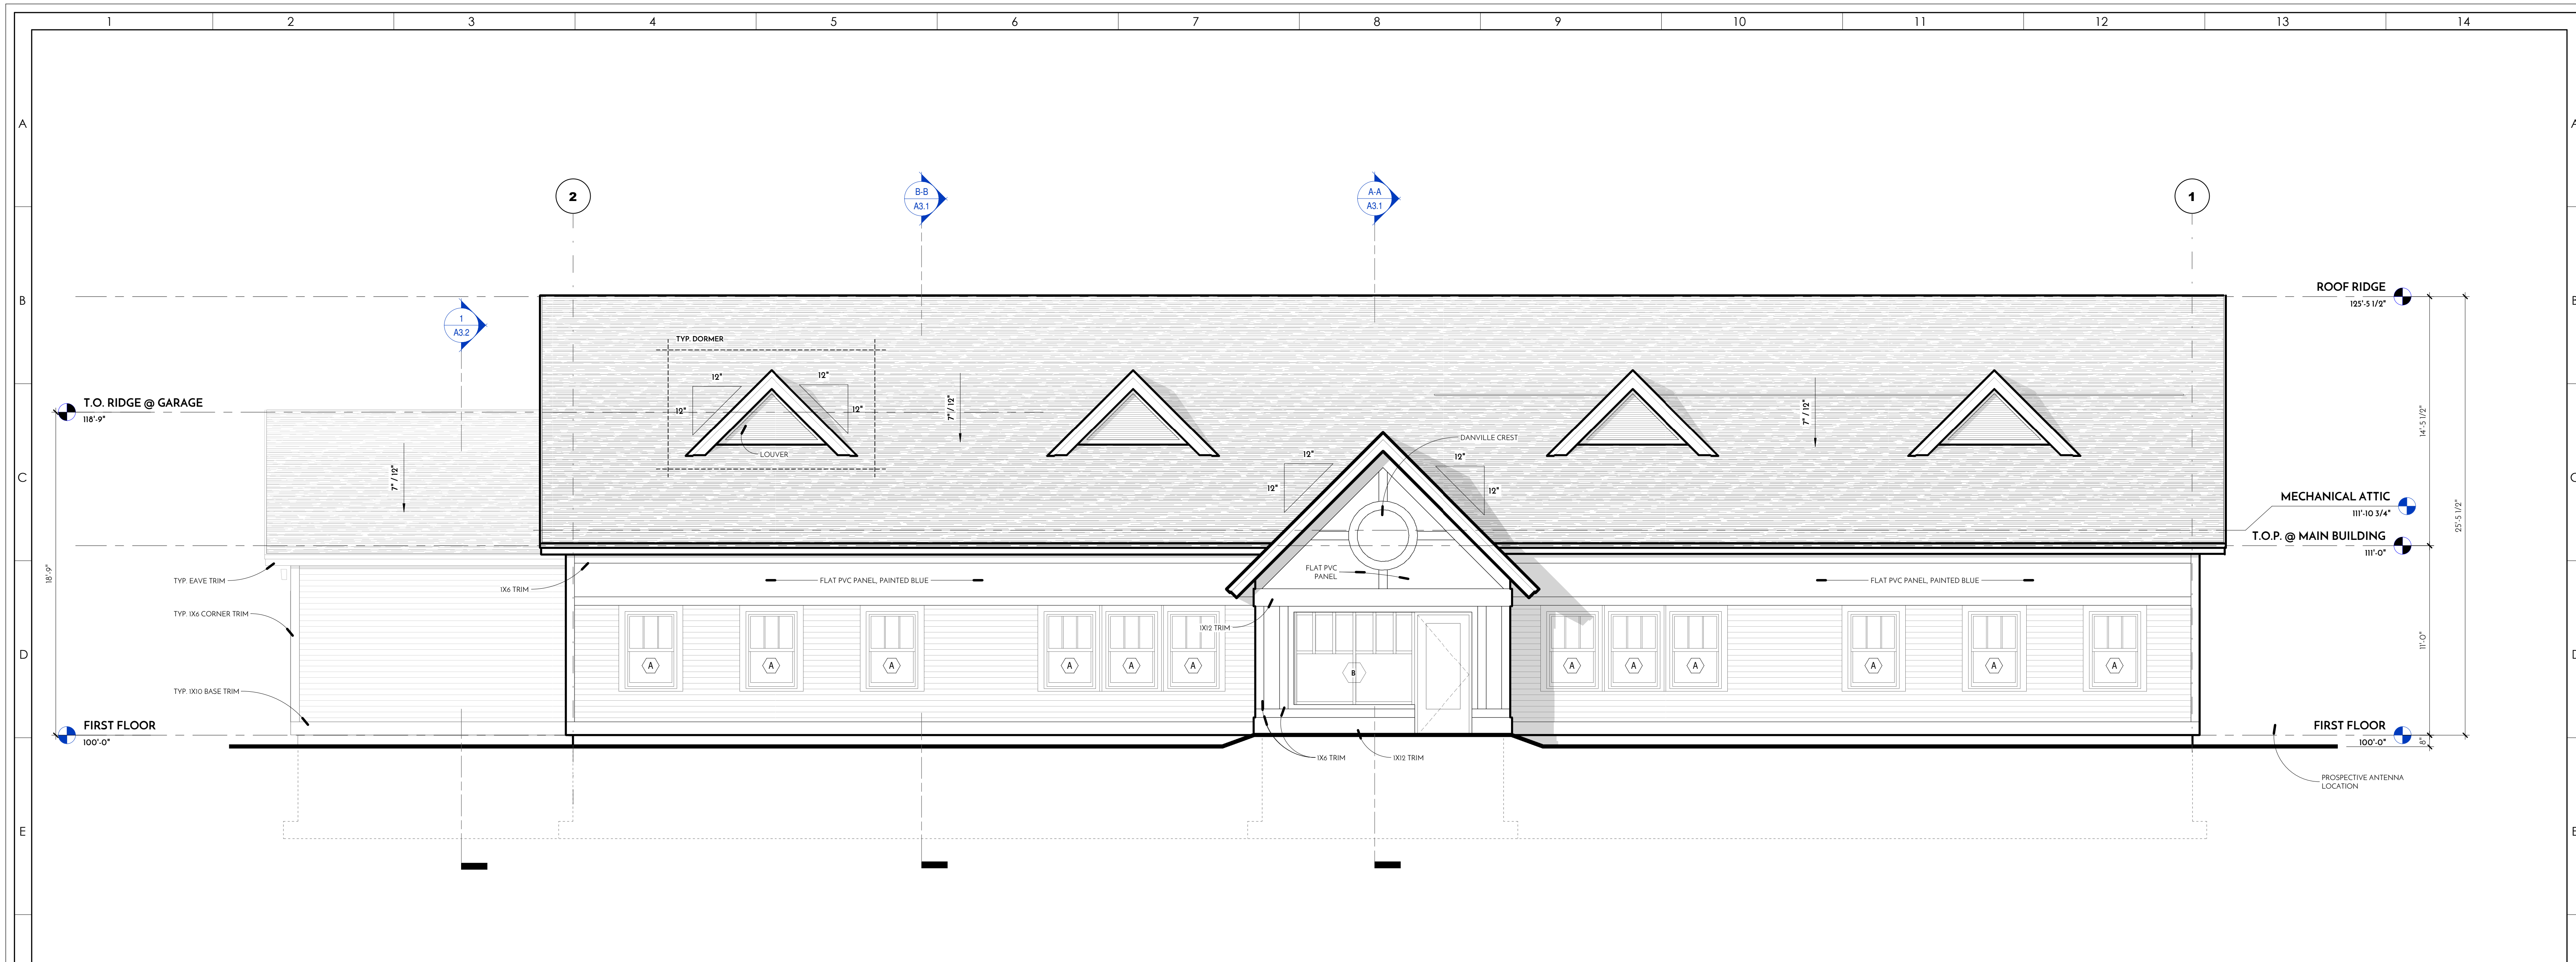 1 2 3 4 5 6 7 8 9 10 11 12 13 14
A
A
2
B-B
A3.1
A-A
A3.1
1
B
B
ROOF RIDGE
125'-5 1/2"
1
A3.2
TYP. DORMER
12"
12"
12"
12"
LOUVER
7" / 12"
7" / 12"
T.O. RIDGE @ GARAGE
118'-9"
14'-5 1/2"
DANVILLE CREST
12"
12"
12"
12"
C
7" / 12"
MECHANICAL ATTIC
111'-10 3/4"
25'-5 1/2"
T.O.P. @ MAIN BUILDING
111'-0"
18'-9"
TYP. EAVE TRIM
1X6 TRIM
FLAT PVC PANEL, PAINTED BLUE
FLAT PVC
PANEL
FLAT PVC PANEL, PAINTED BLUE
TYP. 1X6 CORNER TRIM
1X12 TRIM
11'-0"
D
A A A A A A B A A A A A A
TYP. 1X10 BASE TRIM
FIRST FLOOR
100'-0"
FIRST FLOOR
100'-0"
8"
1X6 TRIM
1X12 TRIM
PROSPECTIVE ANTENNA
LOCATION
E